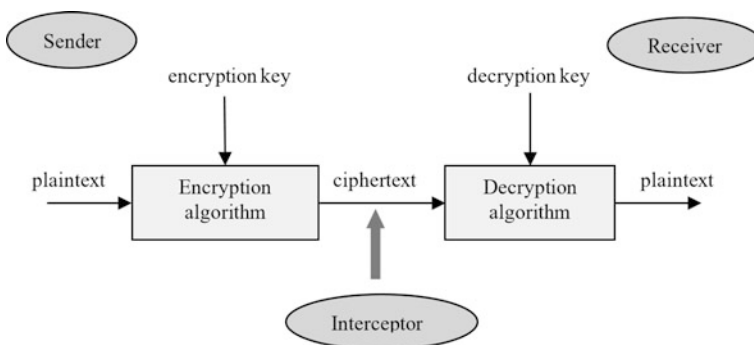 Sender
Receiver
encryption key
decryption key
plaintext
Encryption
algorithm
ciphertext
Decryption
algorithm
plaintext
Interceptor